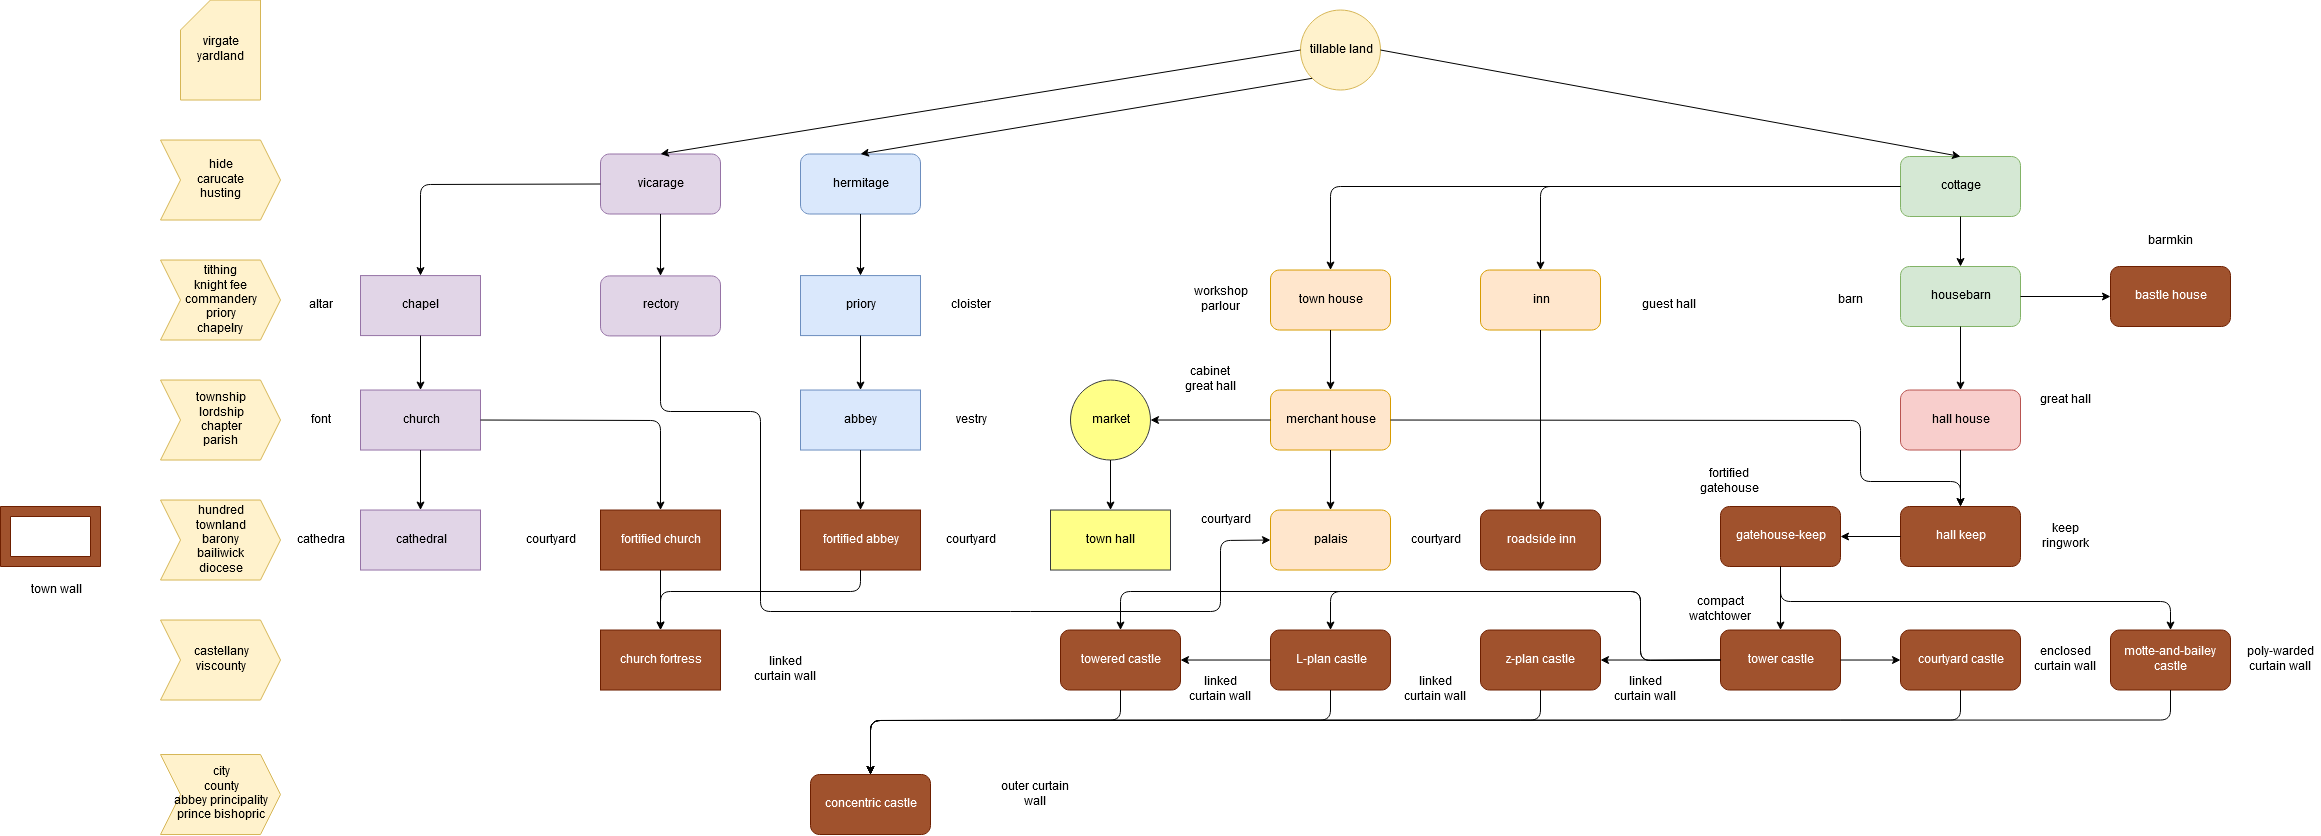 virgate
yardland
tillable land
hide
carucate
husting
vicarage
hermitage
cottage
barmkin
tithing
knight fee
commandery
priory
chapelry
altar
chapel
rectory
priory
cloister
workshop
parlour
town house
inn
guest hall
barn
housebarn
bastle house
township
lordship
chapter
parish
font
church
abbey
vestry
market
cabinet
great hall
merchant house
hall house
great hall
town wall
hundred
townland
barony
bailiwick
diocese
cathedra
cathedral
courtyard
fortified church
fortified abbey
courtyard
town hall
courtyard
palais
courtyard
roadside inn
fortified
gatehouse
gatehouse-keep
hall keep
keep
ringwork
castellany
viscounty
church fortress
linked
curtain wall
towered castle
linked
curtain wall
L-plan castle
linked
curtain wall
z-plan castle
linked
curtain wall
compact
watchtower
tower castle
courtyard castle
enclosed
curtain wall
motte-and-bailey
castle
poly-warded
curtain wall
city
county
abbey principality
prince bishopric
concentric castle
outer curtain
wall